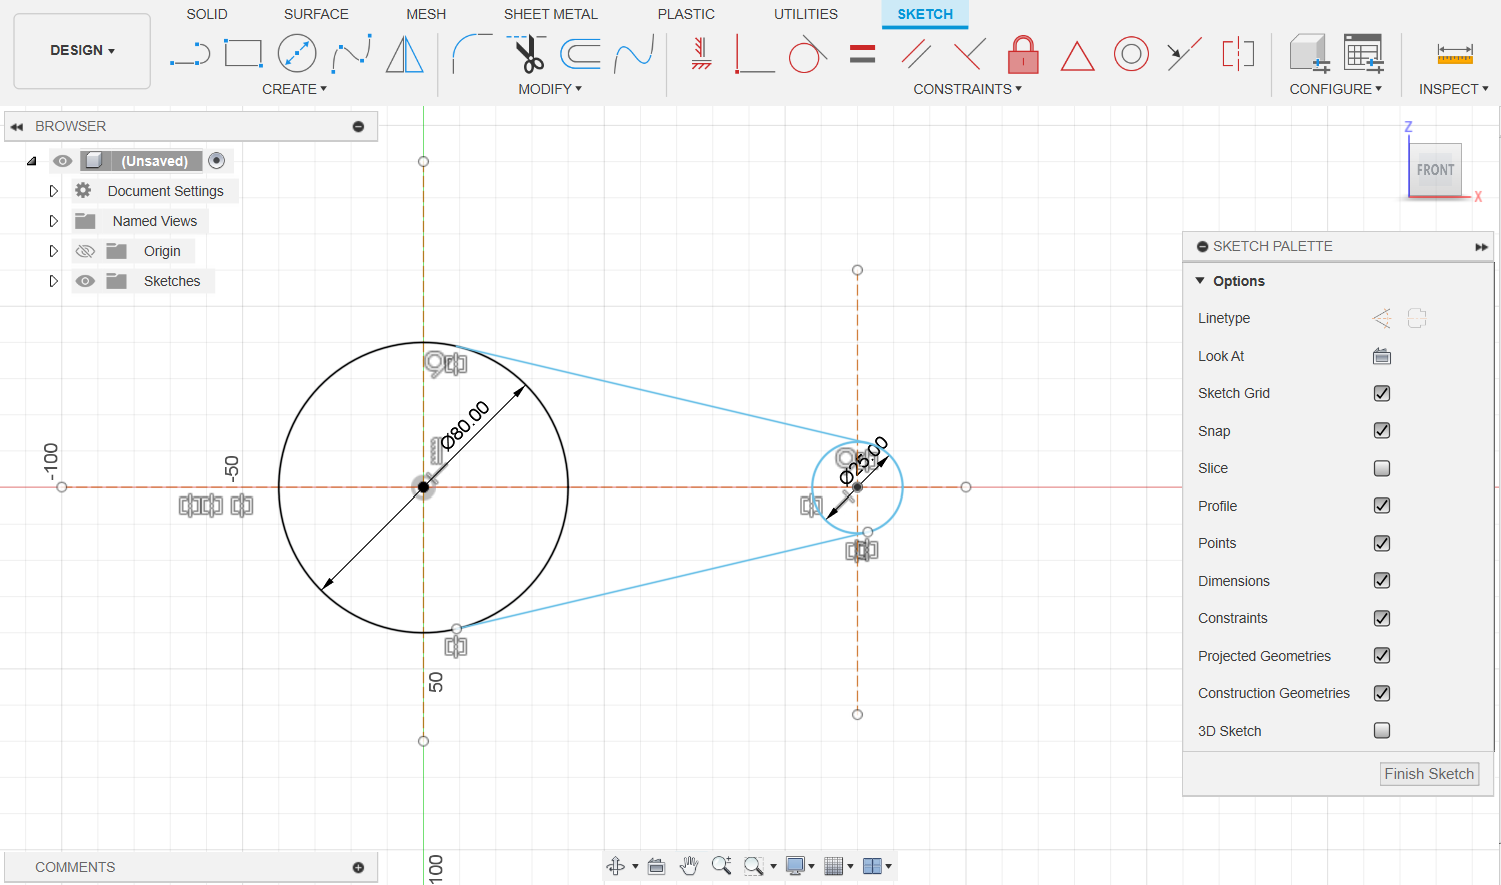 SOLID SURFACE MESH SHEET METAL PLASTIC UTILITIES SKETCH
DESIGN
CREATE MODIFY CONSTRAINTS CONFIGURE INSPECT
BROWSER
(Unsaved)
Document Settings
Named Views
Origin
Sketches
Z
FRONT
X
SKETCH PALETTE
Options
Linetype
Look At
Sketch Grid
Snap
Slice
Profile
Points
Dimensions
Constraints
Projected Geometries
Construction Geometries
3D Sketch
Finish Sketch
-100
-50
Ø80.00
Ø25.00
50
100
COMMENTS